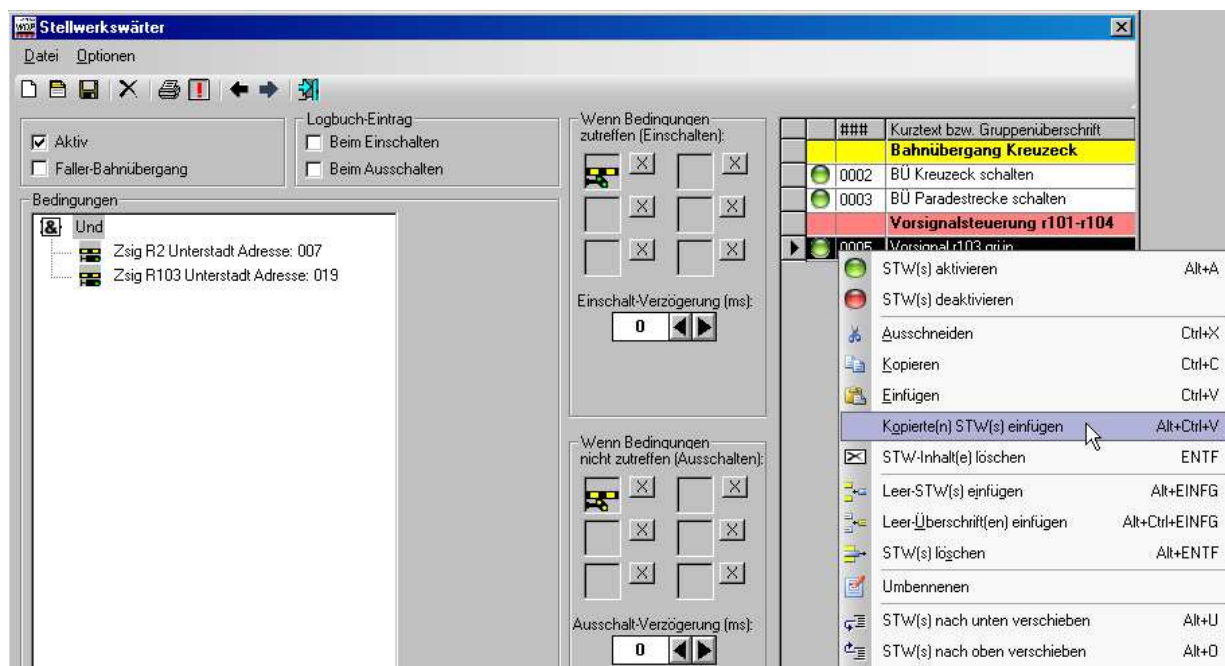 Stellwerkswärter
Datei Optionen
Aktiv
Faller-Bahnübergang
Logbuch-Eintrag
Beim Einschalten
Beim Ausschalten
Bedingungen
& Und
Zsig R2 Unterstadt Adresse: 007
Zsig R103 Unterstadt Adresse: 019
Wenn Bedingungen
zutreffen (Einschalten):
X X
X X
X X
Einschalt-Verzögerung (ms):
0
Wenn Bedingungen
nicht zutreffen (Ausschalten):
X X
X X
X X
Ausschalt-Verzögerung (ms):
0
### Kurztext bzw. Gruppenüberschrift
Bahnübergang Kreuzeck
0002 BÜ Kreuzeck schalten
0003 BÜ Paradestrecke schalten
Vorsignalsteuerung r101-r104
0005 Vorsignal r103 grün
STW(s) aktivieren Alt+A
STW(s) deaktivieren
Ausschneiden Ctrl+X
Kopieren Ctrl+C
Einfügen Ctrl+V
Kopierte(n) STW(s) einfügen Alt+Ctrl+V
STW-Inhalt(e) löschen ENTF
Leer-STW(s) einfügen Alt+EINFG
Leer-Überschrift(en) einfügen Alt+Ctrl+EINFG
STW(s) löschen Alt+ENTF
Umbennenen
STW(s) nach unten verschieben Alt+U
STW(s) nach oben verschieben Alt+O